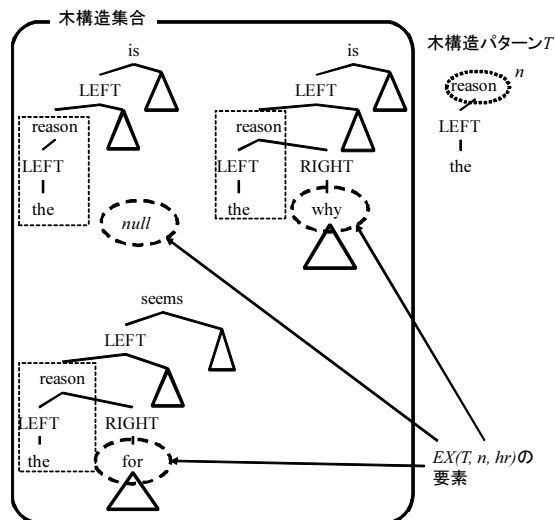 木構造集合
is
LEFT
reason
LEFT
the
null
is
LEFT
reason
LEFT
RIGHT
the
why
seems
LEFT
reason
LEFT
RIGHT
the
for
木構造パターンT
reason
n
LEFT
the
EX(T, n, hr)の
要素